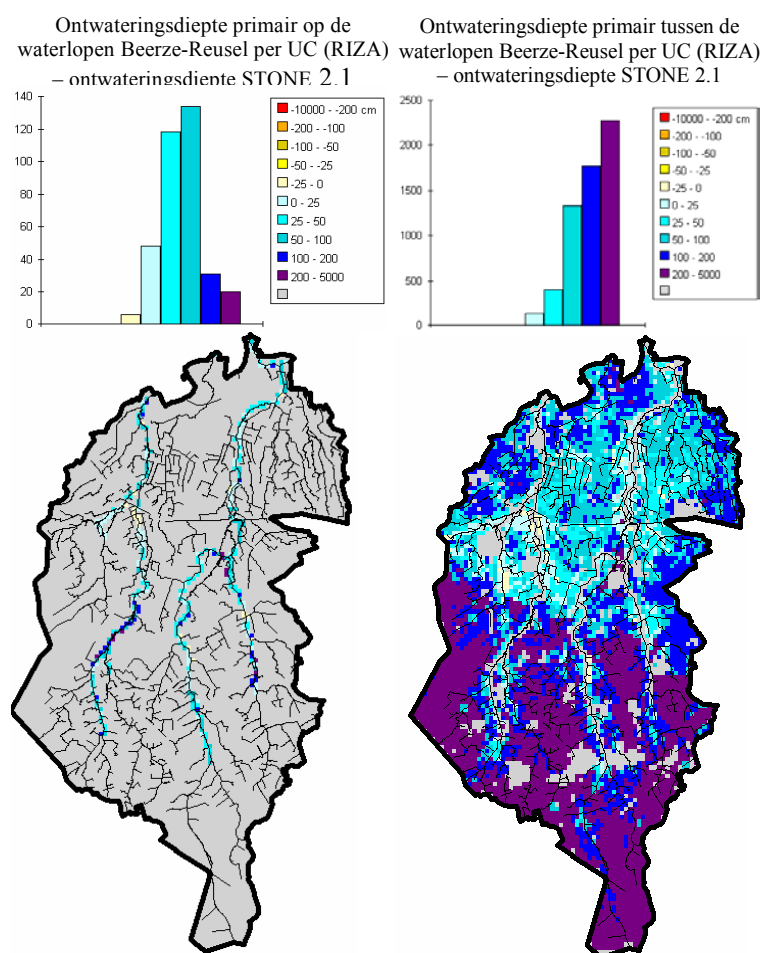 Ontwateringsdiepte primair op de
waterlopen Beerze-Reusel per UC (RIZA)
– ontwateringsdiepte STONE 2.1
140
120
100
80
60
40
20
0
-10000 - -200 cm
-200 - -100
-100 - -50
-50 - -25
-25 - 0
0 - 25
25 - 50
50 - 100
100 - 200
200 - 5000
Ontwateringsdiepte primair tussen de
waterlopen Beerze-Reusel per UC (RIZA)
– ontwateringsdiepte STONE 2.1
2500
2000
1500
1000
500
0
-10000 - -200 cm
-200 - -100
-100 - -50
-50 - -25
-25 - 0
0 - 25
25 - 50
50 - 100
100 - 200
200 - 5000